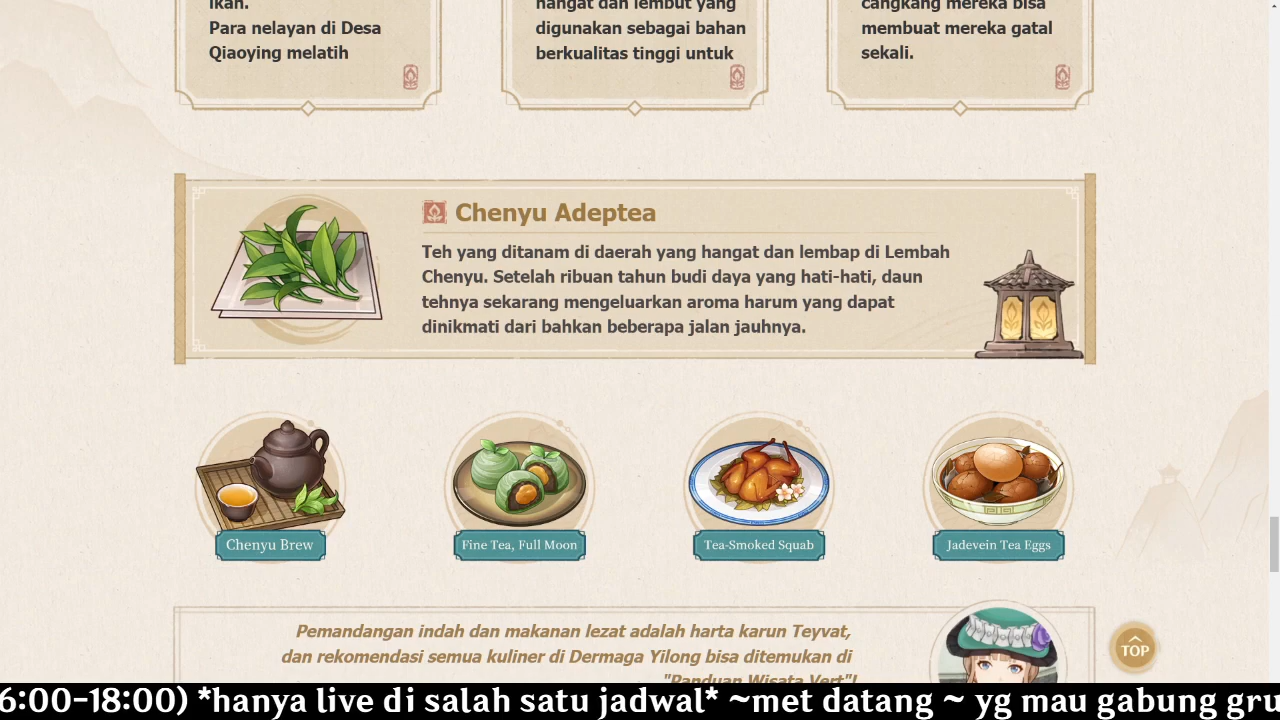 ikan.
Para nelayan di Desa
Qiaoying melatih
hangat dan lembut yang
digunakan sebagai bahan
berkualitas tinggi untuk
cangkang mereka bisa
membuat mereka gatal
sekali.
Chenyu Adeptea
Teh yang ditanam di daerah yang hangat dan lembap di Lembah
Chenyu. Setelah ribuan tahun budi daya yang hati-hati, daun
tehnya sekarang mengeluarkan aroma harum yang dapat
dinikmati dari bahkan beberapa jalan jauhnya.
Chenyu Brew
Fine Tea, Full Moon
Tea-Smoked Squab
Jadevein Tea Eggs
Pemandangan indah dan makanan lezat adalah harta karun Teyvat,
dan rekomendasi semua kuliner di Dermaga Yilong bisa ditemukan di
"Panduan Wisata Vert"!
TOP
6:00-18:00) *hanya live di salah satu jadwal* ~met datang ~ yg mau gabung gru